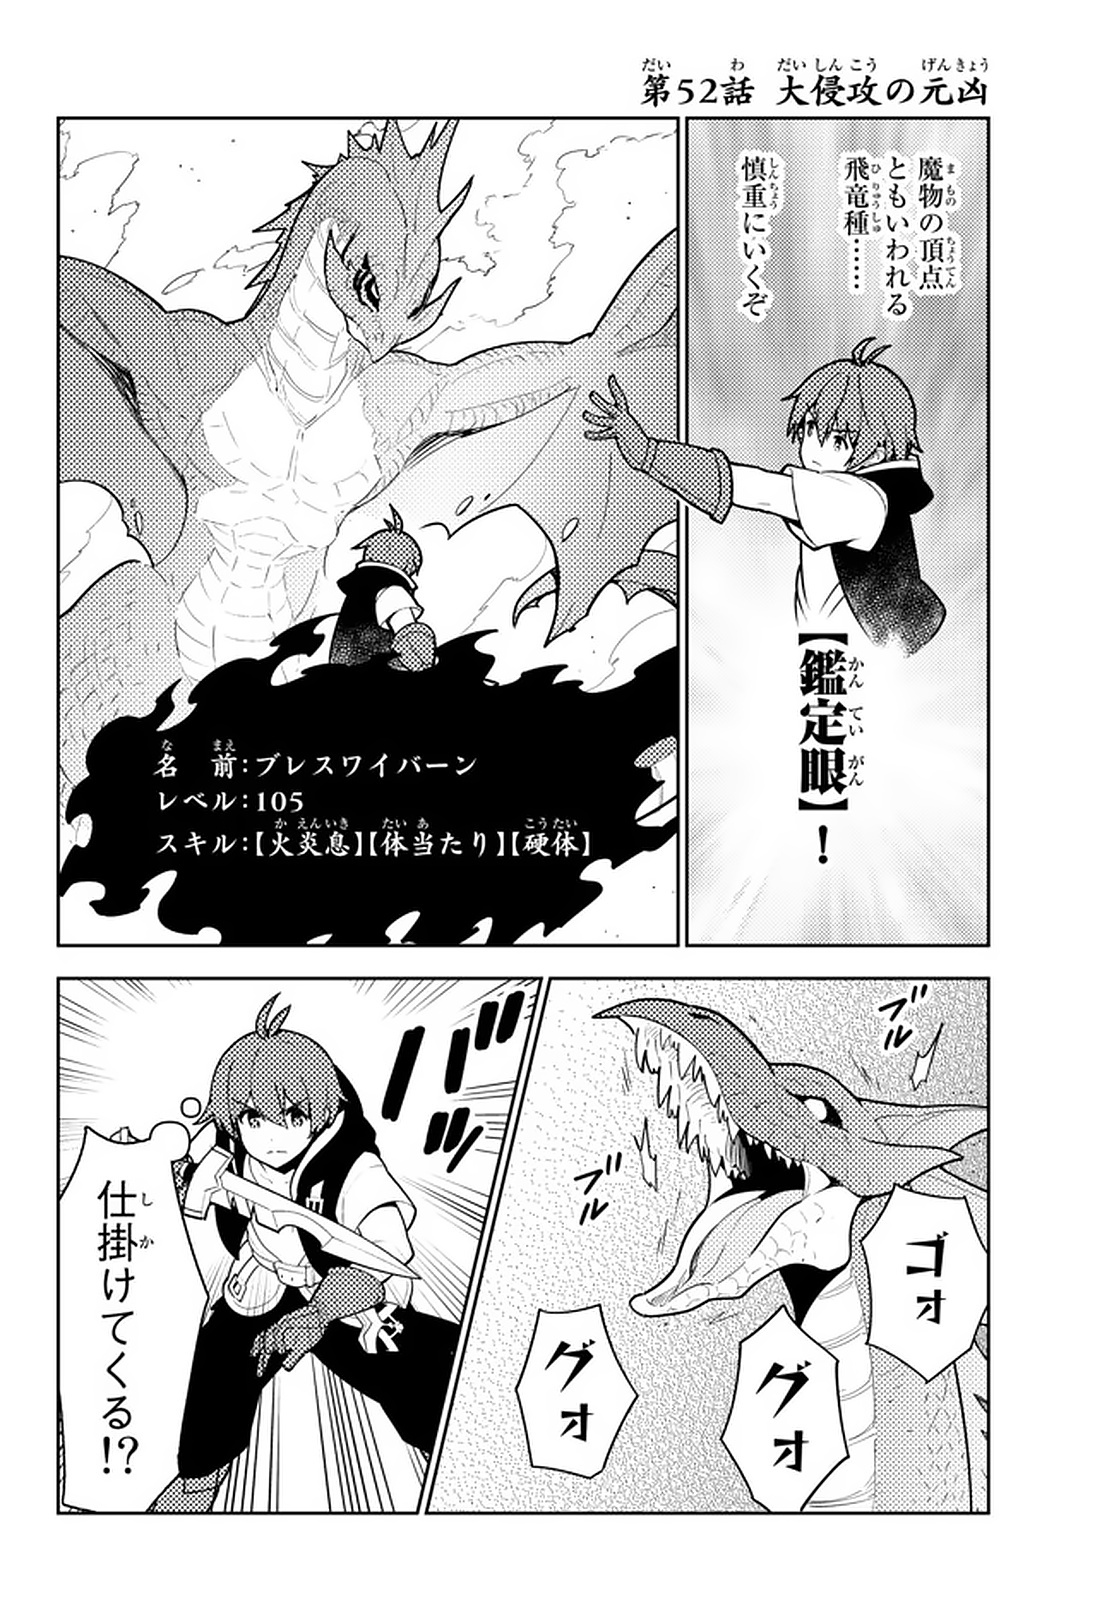 第52話 大侵攻の元凶
魔物の頂点
ともいわれる
飛竜種……
慎重にいくぞ
【鑑定眼】!
名　前:ブレスワイバーン
レベル:105
スキル:【火炎息】【体当たり】【硬体】
ブル
ブル
ゴォ
グォ
グォ
バッ
仕掛けてくる!?